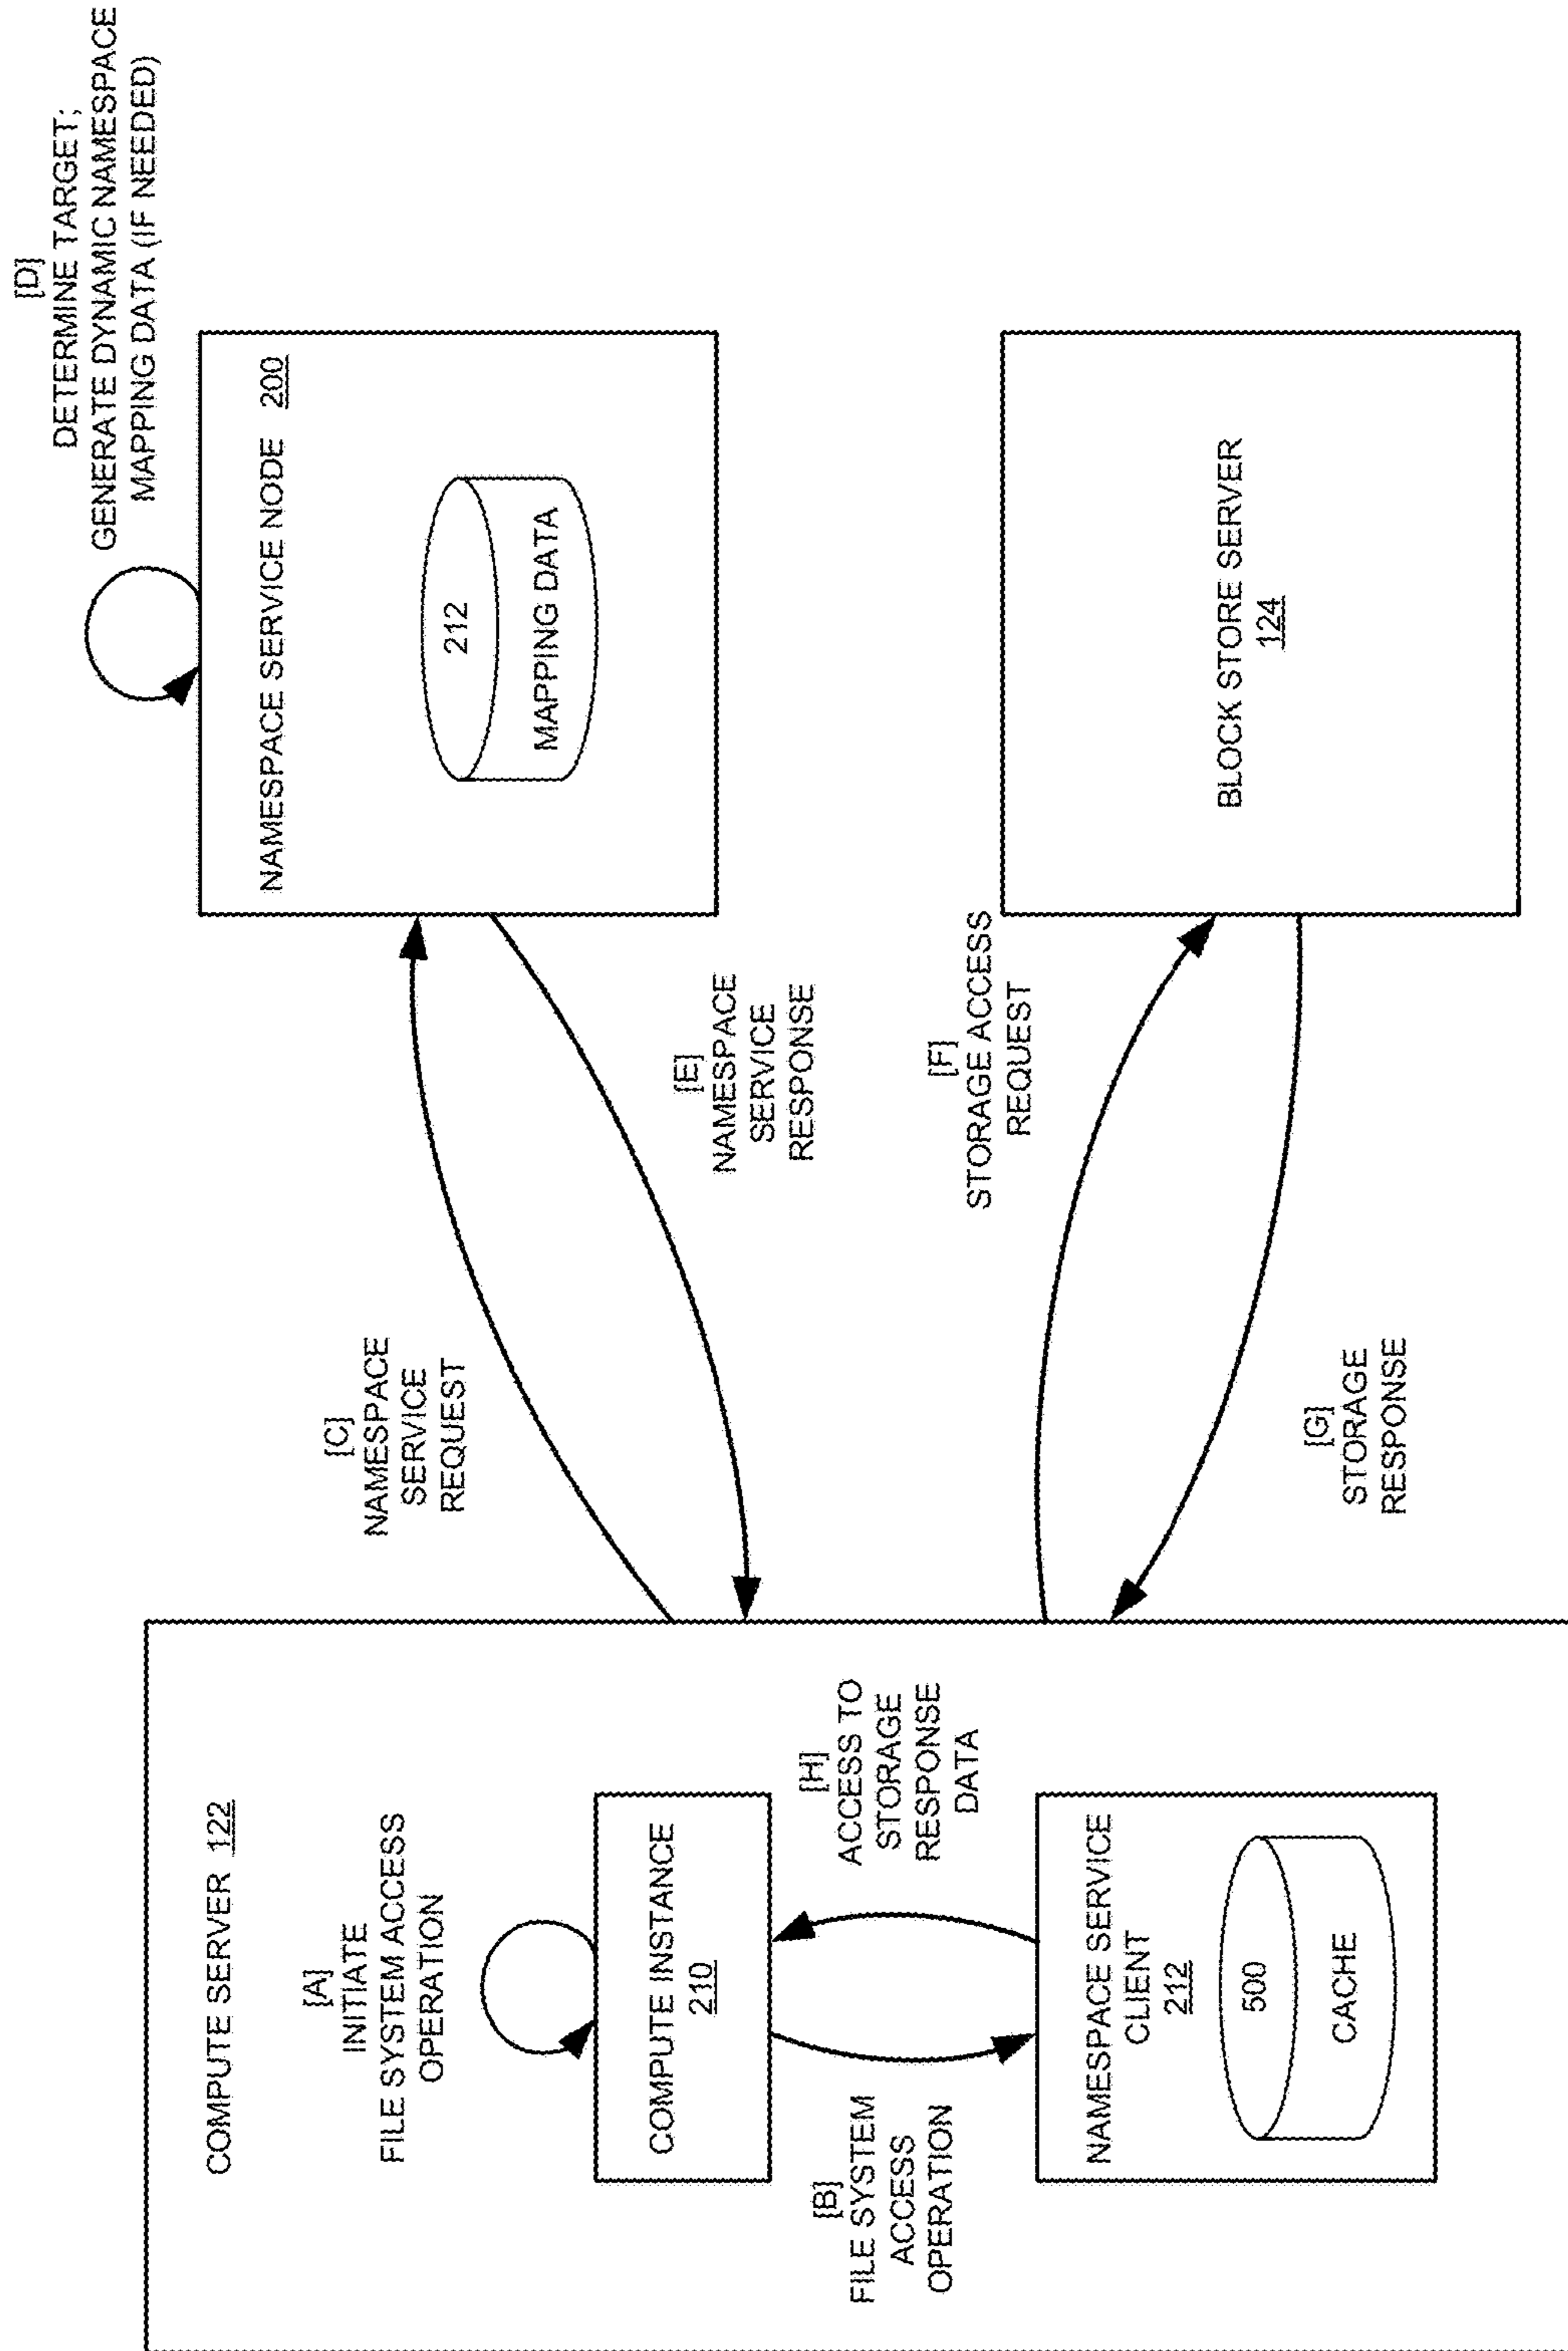 COMPUTE SERVER 122
[A]
INITIATE
FILE SYSTEM ACCESS
OPERATION
COMPUTE INSTANCE
210
[B]
FILE SYSTEM
ACCESS
OPERATION
[H]
ACCESS TO
STORAGE
RESPONSE
DATA
NAMESPACE SERVICE
CLIENT
212
500
CACHE
[C]
NAMESPACE
SERVICE
REQUEST
[D]
DETERMINE TARGET;
GENERATE DYNAMIC NAMESPACE
MAPPING DATA (IF NEEDED)
NAMESPACE SERVICE NODE 200
212
MAPPING DATA
[E]
NAMESPACE
SERVICE
RESPONSE
[F]
STORAGE ACCESS
REQUEST
[G]
STORAGE
RESPONSE
BLOCK STORE SERVER
124